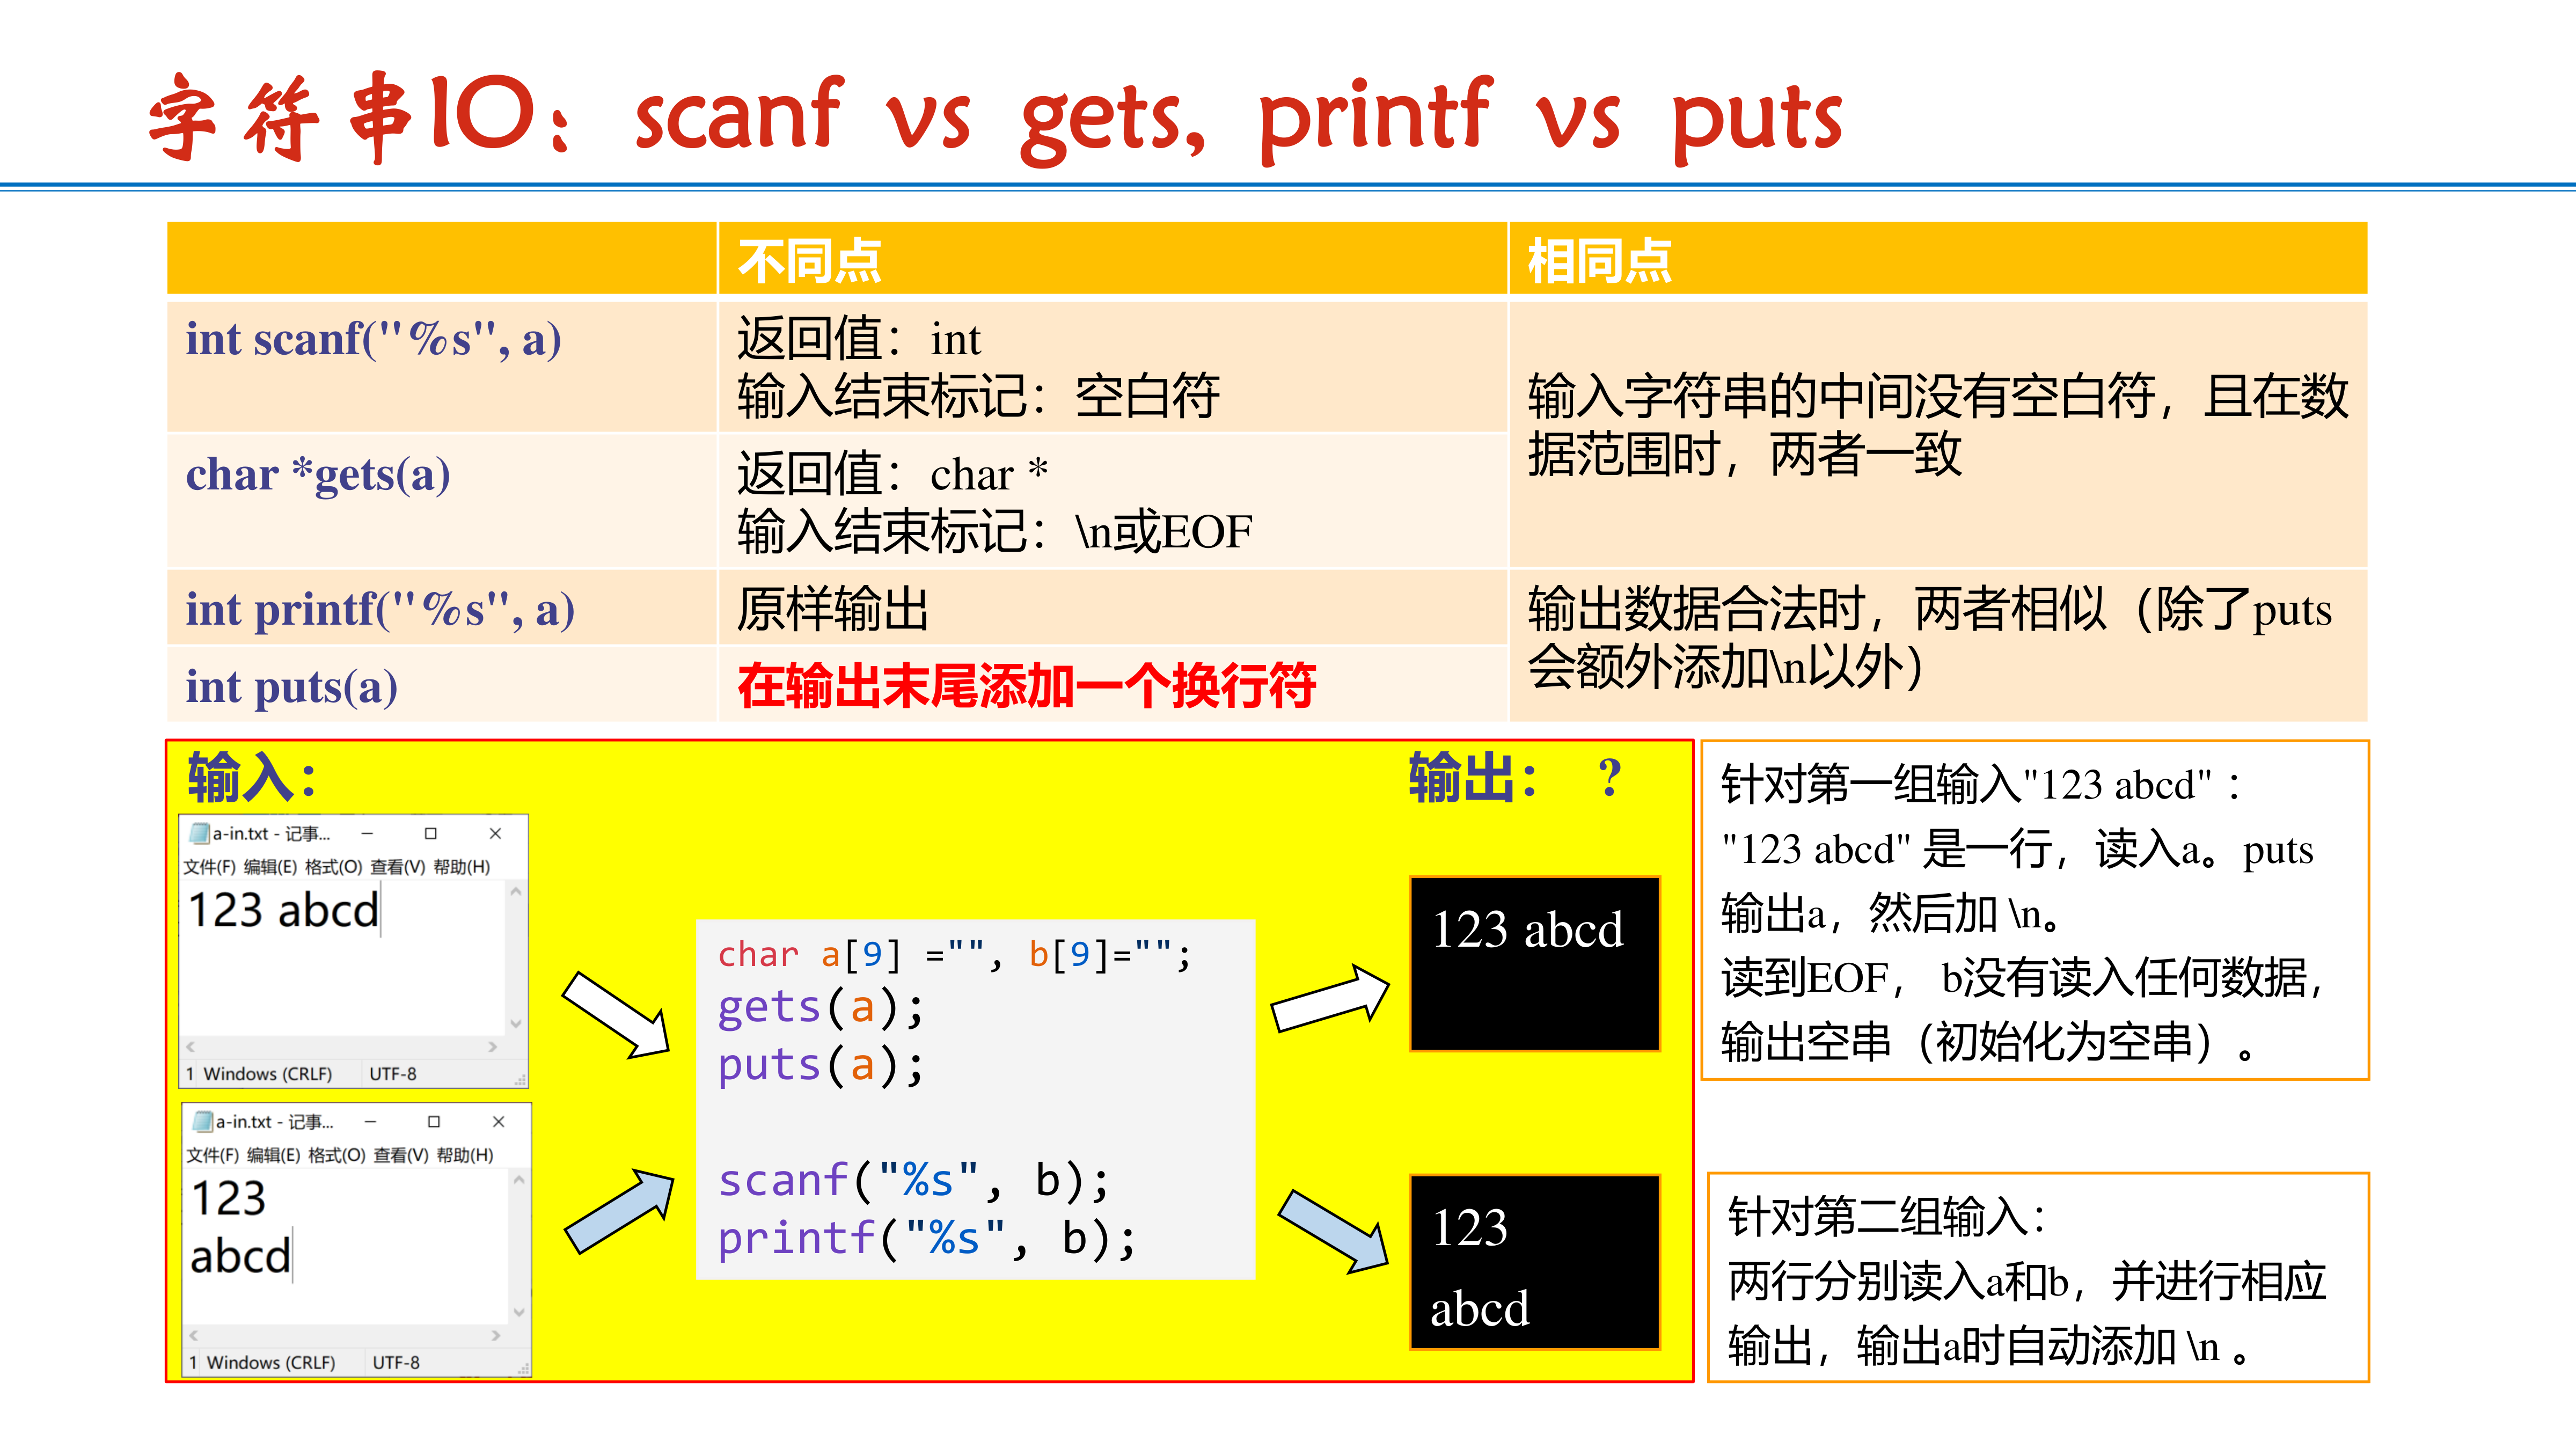 字符串IO：scanf vs gets, printf vs puts
不同点
相同点
int scanf("%s", a)
返回值：int
输入结束标记：空白符
输入字符串的中间没有空白符，且在数
据范围时，两者一致
char *gets(a)
返回值：char *
输入结束标记：\n或EOF
int printf("%s", a)
原样输出
输出数据合法时，两者相似（除了puts
会额外添加\n以外）
int puts(a)
在输出末尾添加一个换行符
输入：
a-in.txt - 记事...
文件(F) 编辑(E) 格式(O) 查看(V) 帮助(H)
123 abcd
1 Windows (CRLF) UTF-8
a-in.txt - 记事...
文件(F) 编辑(E) 格式(O) 查看(V) 帮助(H)
123
abcd
1 Windows (CRLF) UTF-8
char a[9] ="", b[9]="";
gets(a);
puts(a);
scanf("%s", b);
printf("%s", b);
输出： ?
123 abcd
123
abcd
针对第一组输入"123 abcd"：
"123 abcd" 是一行，读入a。puts
输出a，然后加 \n。
读到EOF， b没有读入任何数据，
输出空串（初始化为空串）。
针对第二组输入：
两行分别读入a和b，并进行相应
输出，输出a时自动添加 \n 。